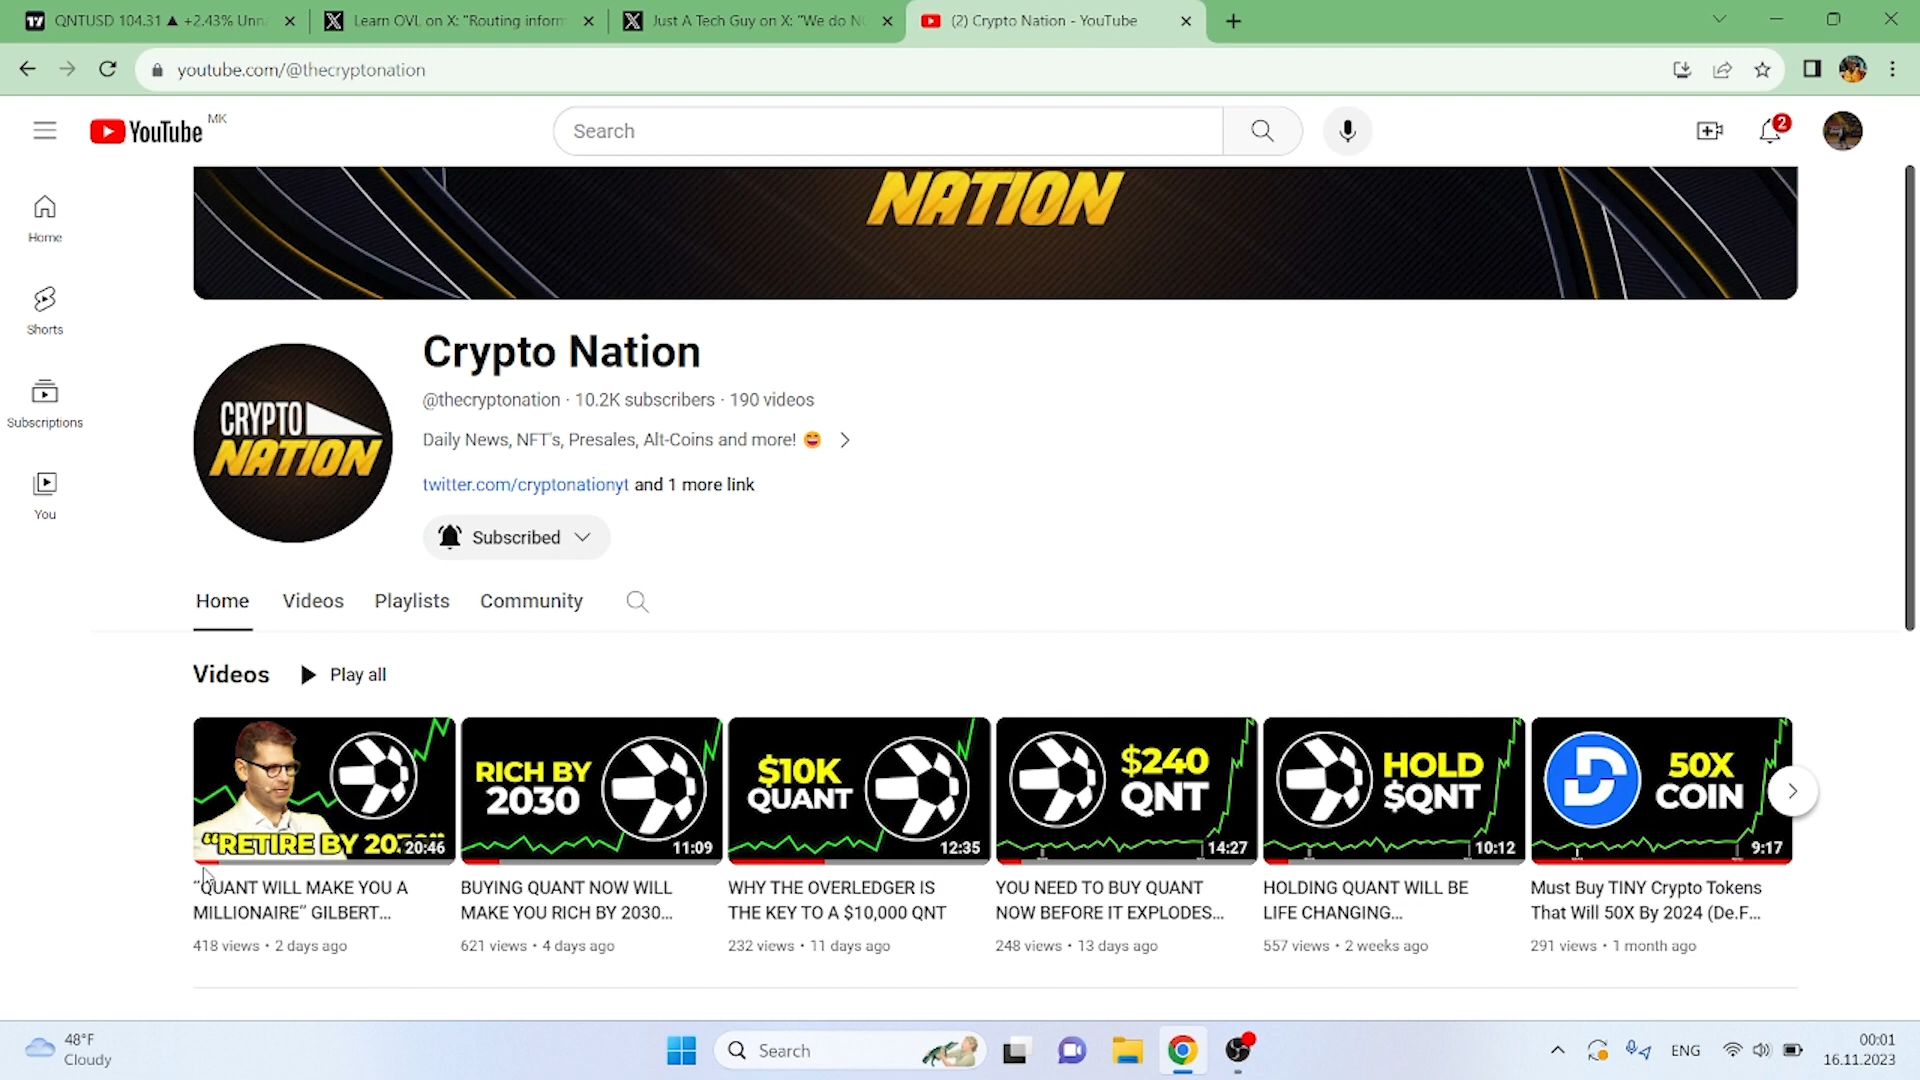 QNTUSD 104.31 ▲ +2.43% Unna
Learn OVL on X: "Routing inform
Just A Tech Guy on X: "We do NO
(2) Crypto Nation - YouTube
youtube.com/@thecryptonation
YouTube MK
Search
2
Home
Shorts
Subscriptions
You
NATION
CRYPTO
NATION
Crypto Nation
@thecryptonation · 10.2K subscribers · 190 videos
Daily News, NFT's, Presales, Alt-Coins and more! 😄
twitter.com/cryptonationyt and 1 more link
Subscribed
Home Videos Playlists Community
Videos Play all
"RETIRE BY 20
20:46
"QUANT WILL MAKE YOU A
MILLIONAIRE" GILBERT...
418 views • 2 days ago
RICH BY
2030
11:09
BUYING QUANT NOW WILL
MAKE YOU RICH BY 2030...
621 views • 4 days ago
$10K
QUANT
12:35
WHY THE OVERLEDGER IS
THE KEY TO A $10,000 QNT
232 views • 11 days ago
$240
QNT
14:27
YOU NEED TO BUY QUANT
NOW BEFORE IT EXPLODES...
248 views • 13 days ago
HOLD
$QNT
10:12
HOLDING QUANT WILL BE
LIFE CHANGING...
557 views • 2 weeks ago
50X
COIN
9:17
Must Buy TINY Crypto Tokens
That Will 50X By 2024 (De.F...
291 views • 1 month ago
48°F
Cloudy
Search
ENG
00:01
16.11.2023